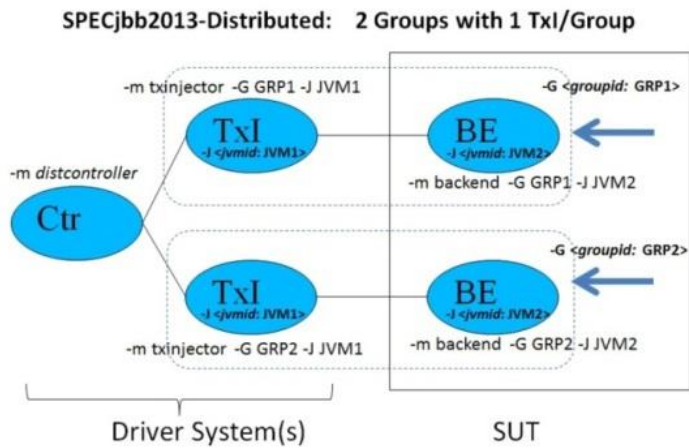 SPECjbb2013-Distributed: 2 Groups with 1 TxI/Group
-m txinjector -G GRP1 -J JVM1
-G <groupid: GRP1>
TxI
-J <jvmid: JVM1>
BE
-J <jvmid: JVM2>
-m distcontroller
-m backend -G GRP1 -J JVM2
Ctr
-G <groupid: GRP2>
TxI
-J <jvmid: JVM1>
BE
-J <jvmid: JVM2>
-m txinjector -G GRP2 -J JVM1
-m backend -G GRP2 -J JVM2
Driver System(s)
SUT